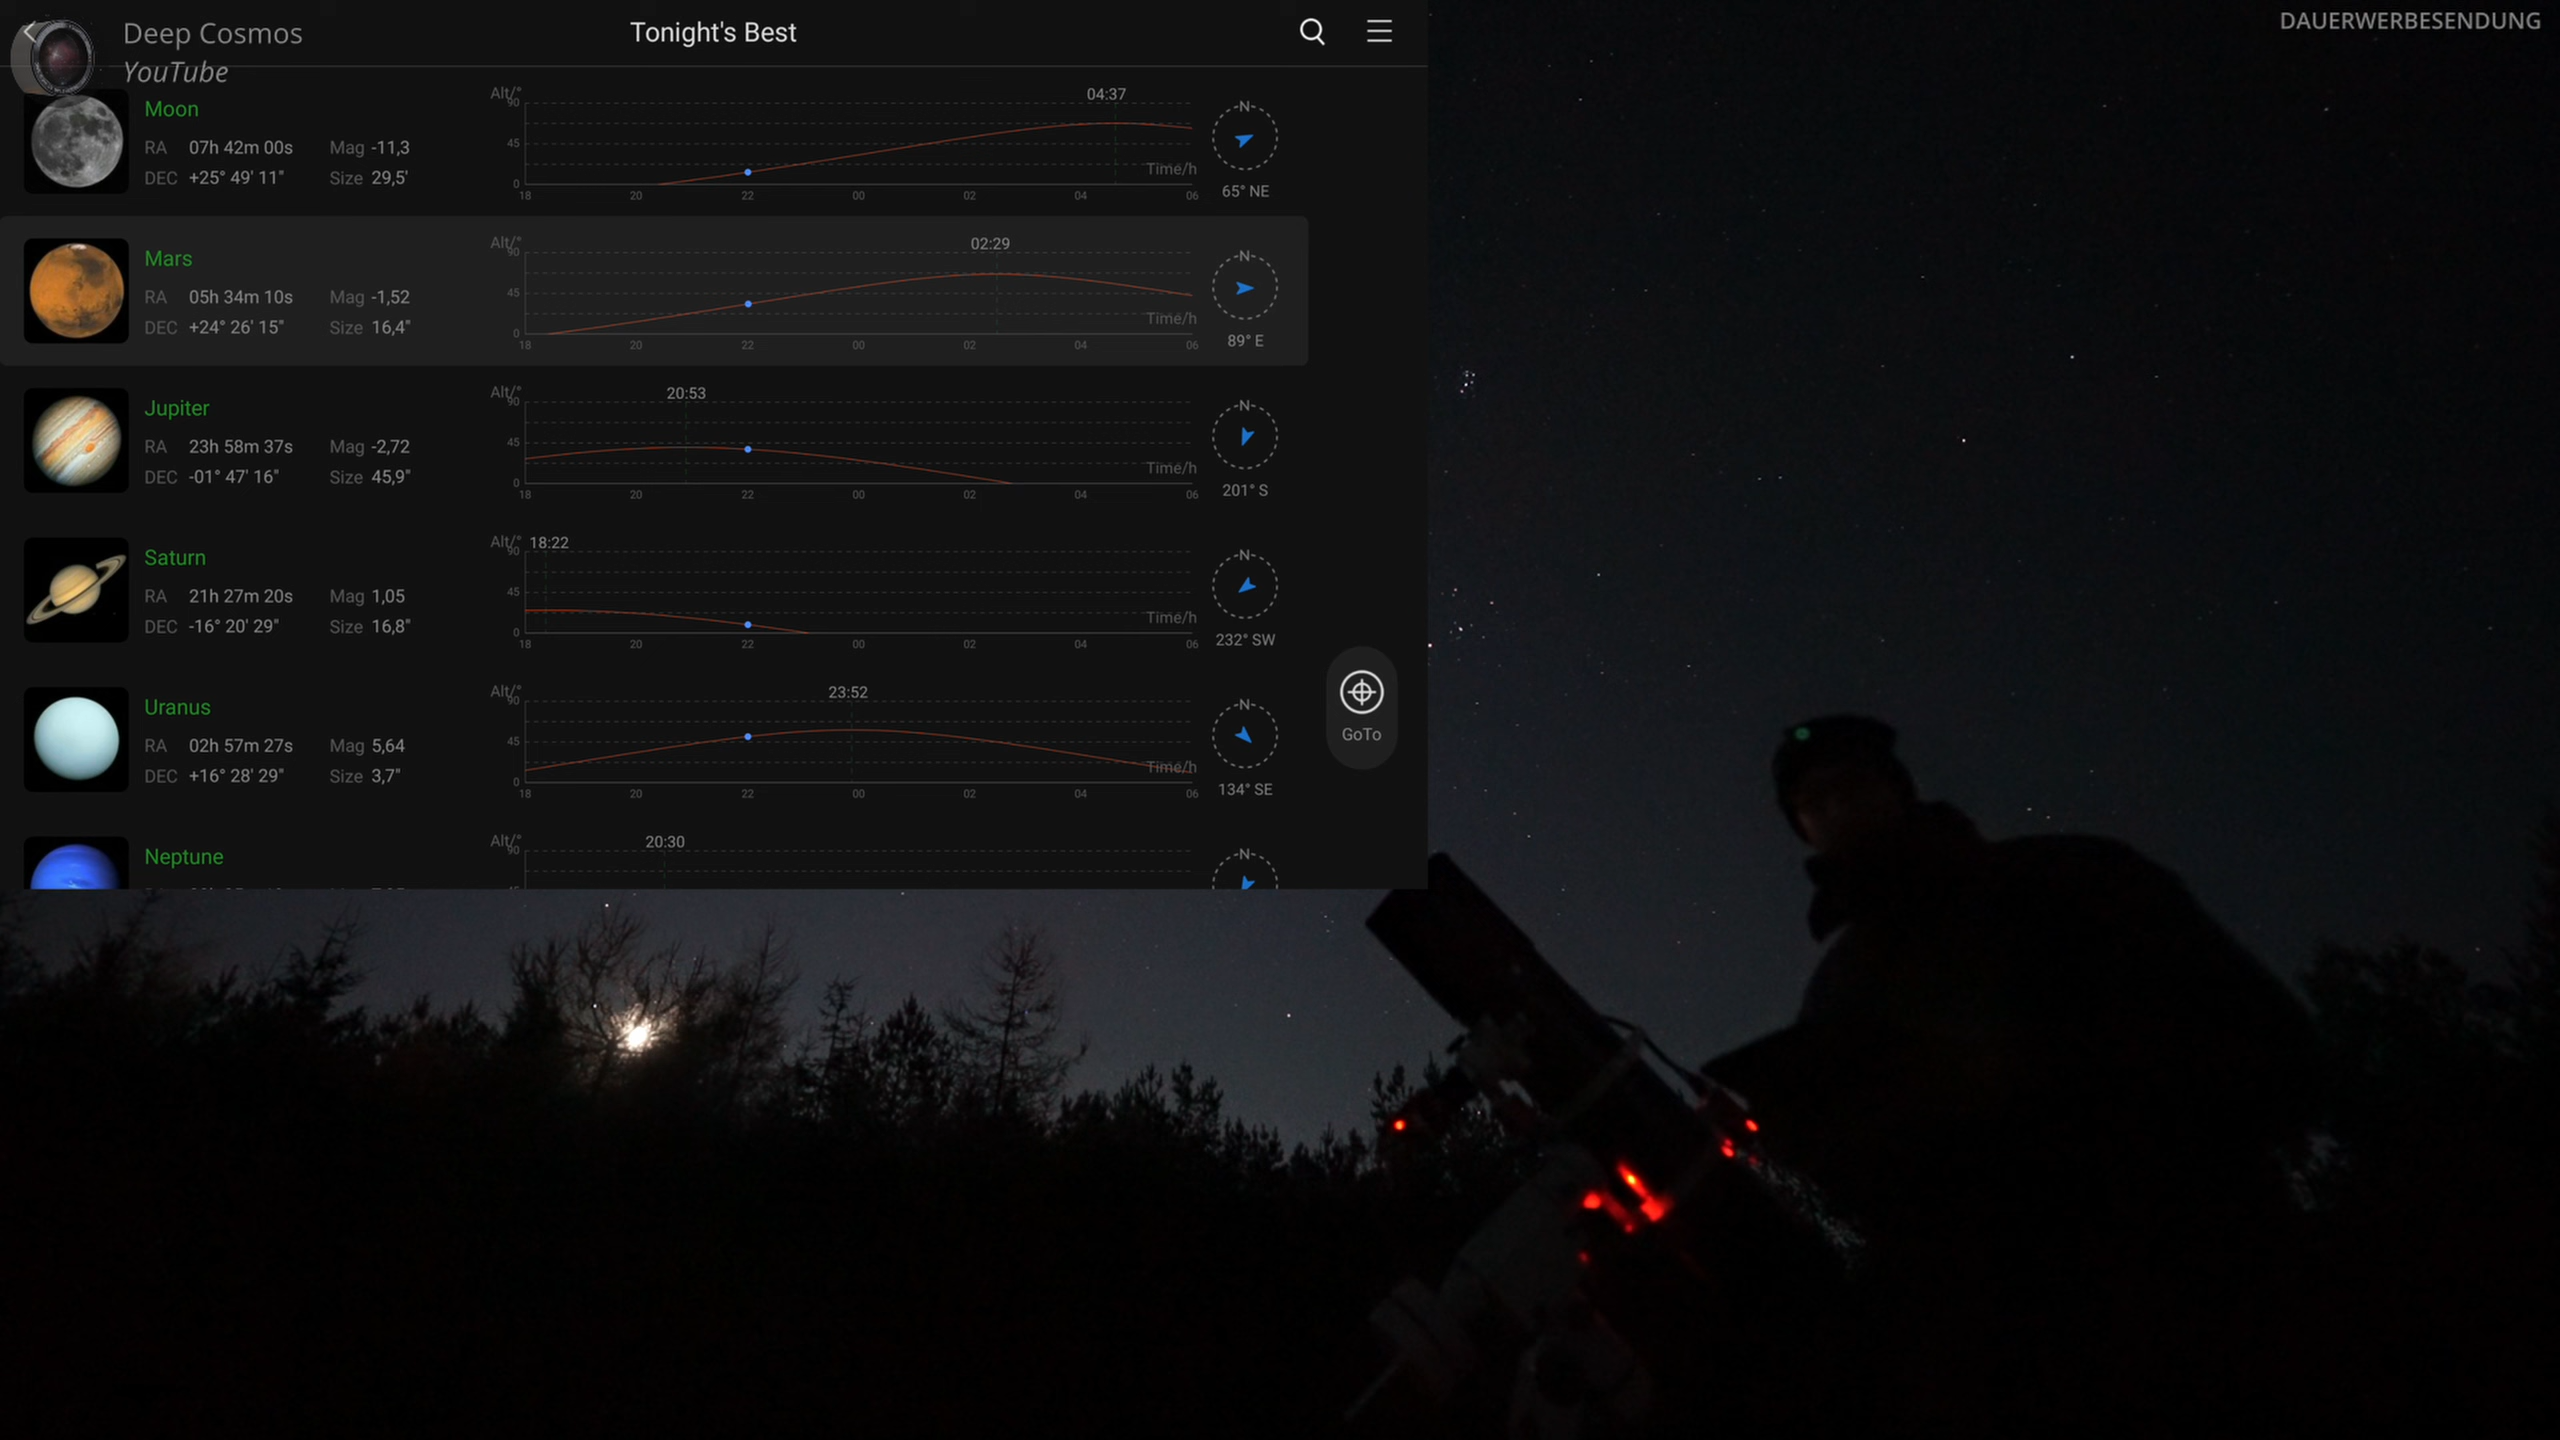 Deep Cosmos
YouTube
Tonight's Best
DAUERWERBESENDUNG
Moon
RA 07h 42m 00s Mag -11,3
DEC +25° 49' 11" Size 29,5'
Alt/°
90
45
0
04:37
Time/h
18 20 22 00 02 04 06
N
65° NE
Mars
RA 05h 34m 10s Mag -1,52
DEC +24° 26' 15" Size 16,4"
Alt/°
90
45
0
02:29
Time/h
18 20 22 00 02 04 06
N
89° E
Jupiter
RA 23h 58m 37s Mag -2,72
DEC -01° 47' 16" Size 45,9"
Alt/°
90
45
0
20:53
Time/h
18 20 22 00 02 04 06
N
201° S
Saturn
RA 21h 27m 20s Mag 1,05
DEC -16° 20' 29" Size 16,8"
Alt/°
90
45
0
18:22
Time/h
18 20 22 00 02 04 06
N
232° SW
Uranus
RA 02h 57m 27s Mag 5,64
DEC +16° 28' 29" Size 3,7"
Alt/°
90
45
0
23:52
Time/h
18 20 22 00 02 04 06
N
134° SE
GoTo
Neptune
Alt/°
90
20:30
N